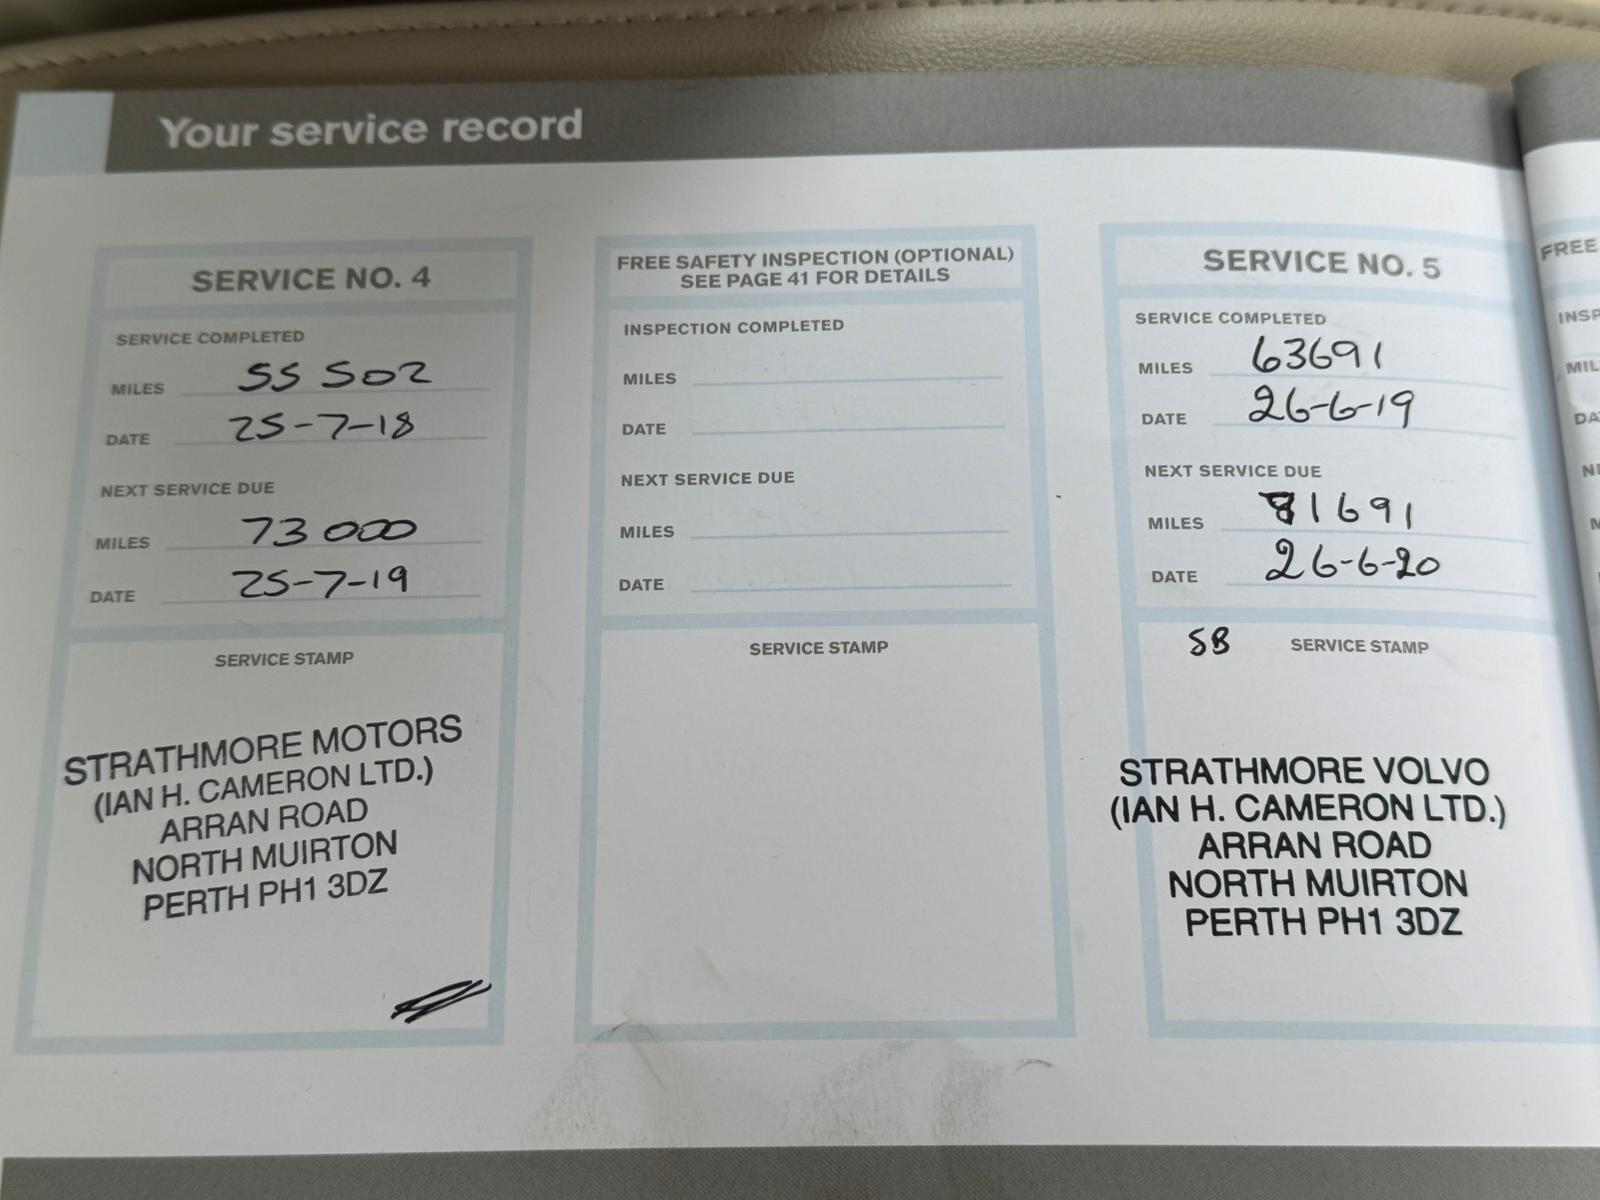 Your service record
SERVICE NO. 4
SERVICE COMPLETED
MILES 55 502
DATE 25-7-18
NEXT SERVICE DUE
MILES 73 000
DATE 25-7-19
SERVICE STAMP
STRATHMORE MOTORS
(IAN H. CAMERON LTD.)
ARRAN ROAD
NORTH MUIRTON
PERTH PH1 3DZ
FREE SAFETY INSPECTION (OPTIONAL)
SEE PAGE 41 FOR DETAILS
INSPECTION COMPLETED
MILES
DATE
NEXT SERVICE DUE
MILES
DATE
SERVICE STAMP
SERVICE NO. 5
SERVICE COMPLETED
MILES 63691
DATE 26-6-19
NEXT SERVICE DUE
MILES 81691
DATE 26-6-20
SB SERVICE STAMP
STRATHMORE VOLVO
(IAN H. CAMERON LTD.)
ARRAN ROAD
NORTH MUIRTON
PERTH PH1 3DZ
FREE